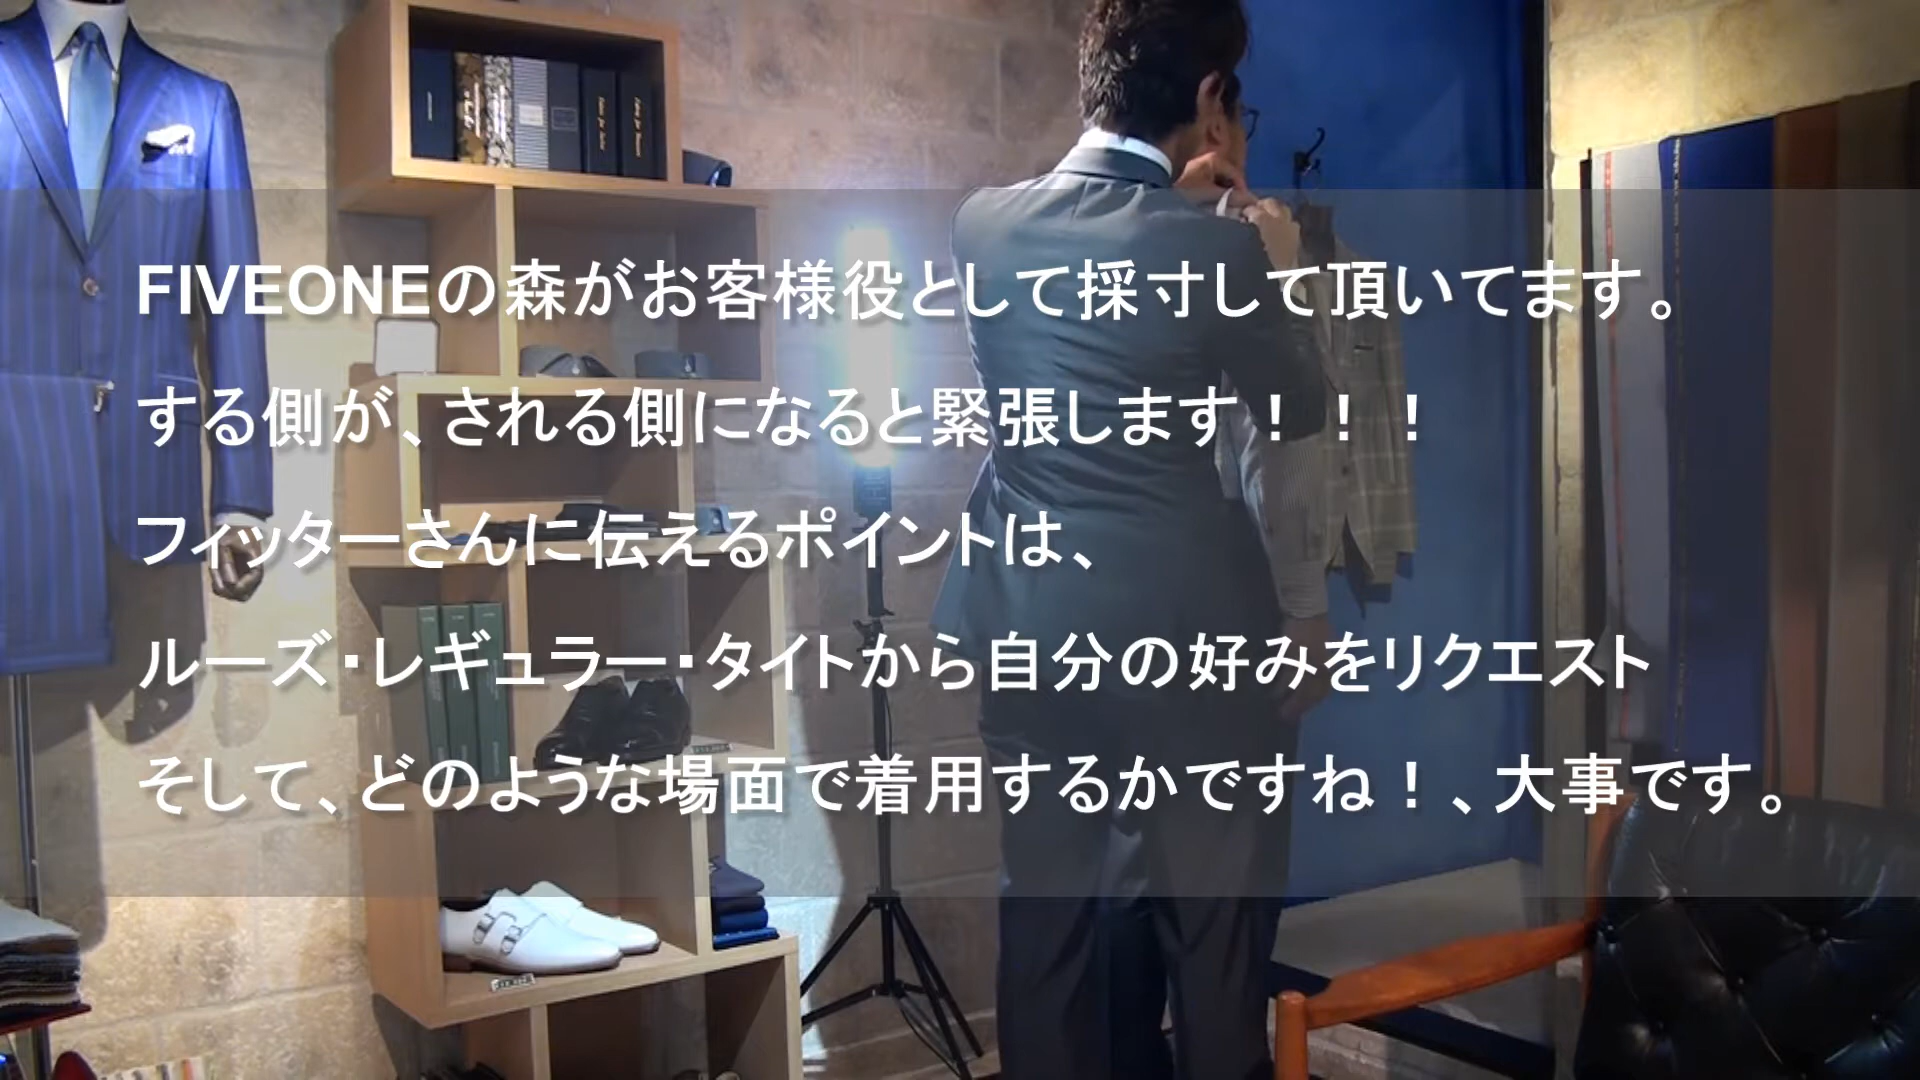 FIVEONEの森がお客様役として採寸して頂いてます。
する側が、される側になると緊張します！！！
フィッターさんに伝えるポイントは、
ルーズ・レギュラー・タイトから自分の好みをリクエスト
そして、どのような場面で着用するかですね！、大事です。